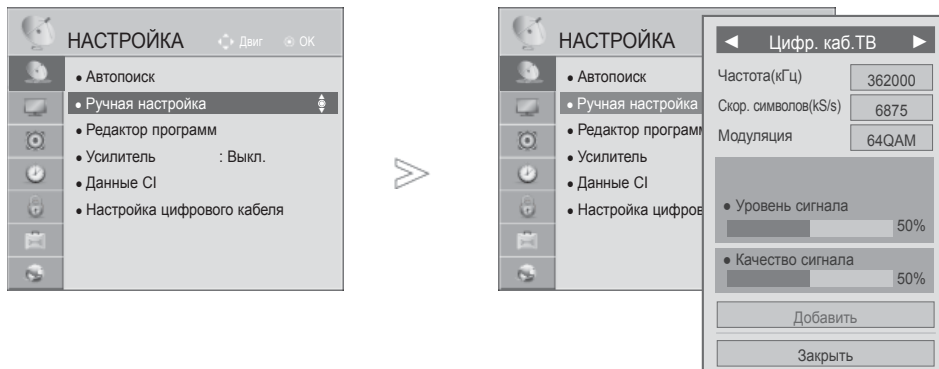 НАСТРОЙКА Двиг OK
• Автопоиск
• Ручная настройка
• Редактор программ
• Усилитель : Выкл.
• Данные CI
• Настройка цифрового кабеля
НАСТРОЙКА
• Автопоиск
• Ручная настройка
• Редактор програм
• Усилитель
• Данные CI
• Настройка цифров
◄ Цифр. каб.ТВ ►
Частота(кГц) 362000
Скор. символов(kS/s) 6875
Модуляция 64QAM
• Уровень сигнала
50%
• Качество сигнала
50%
Добавить
Закрыть